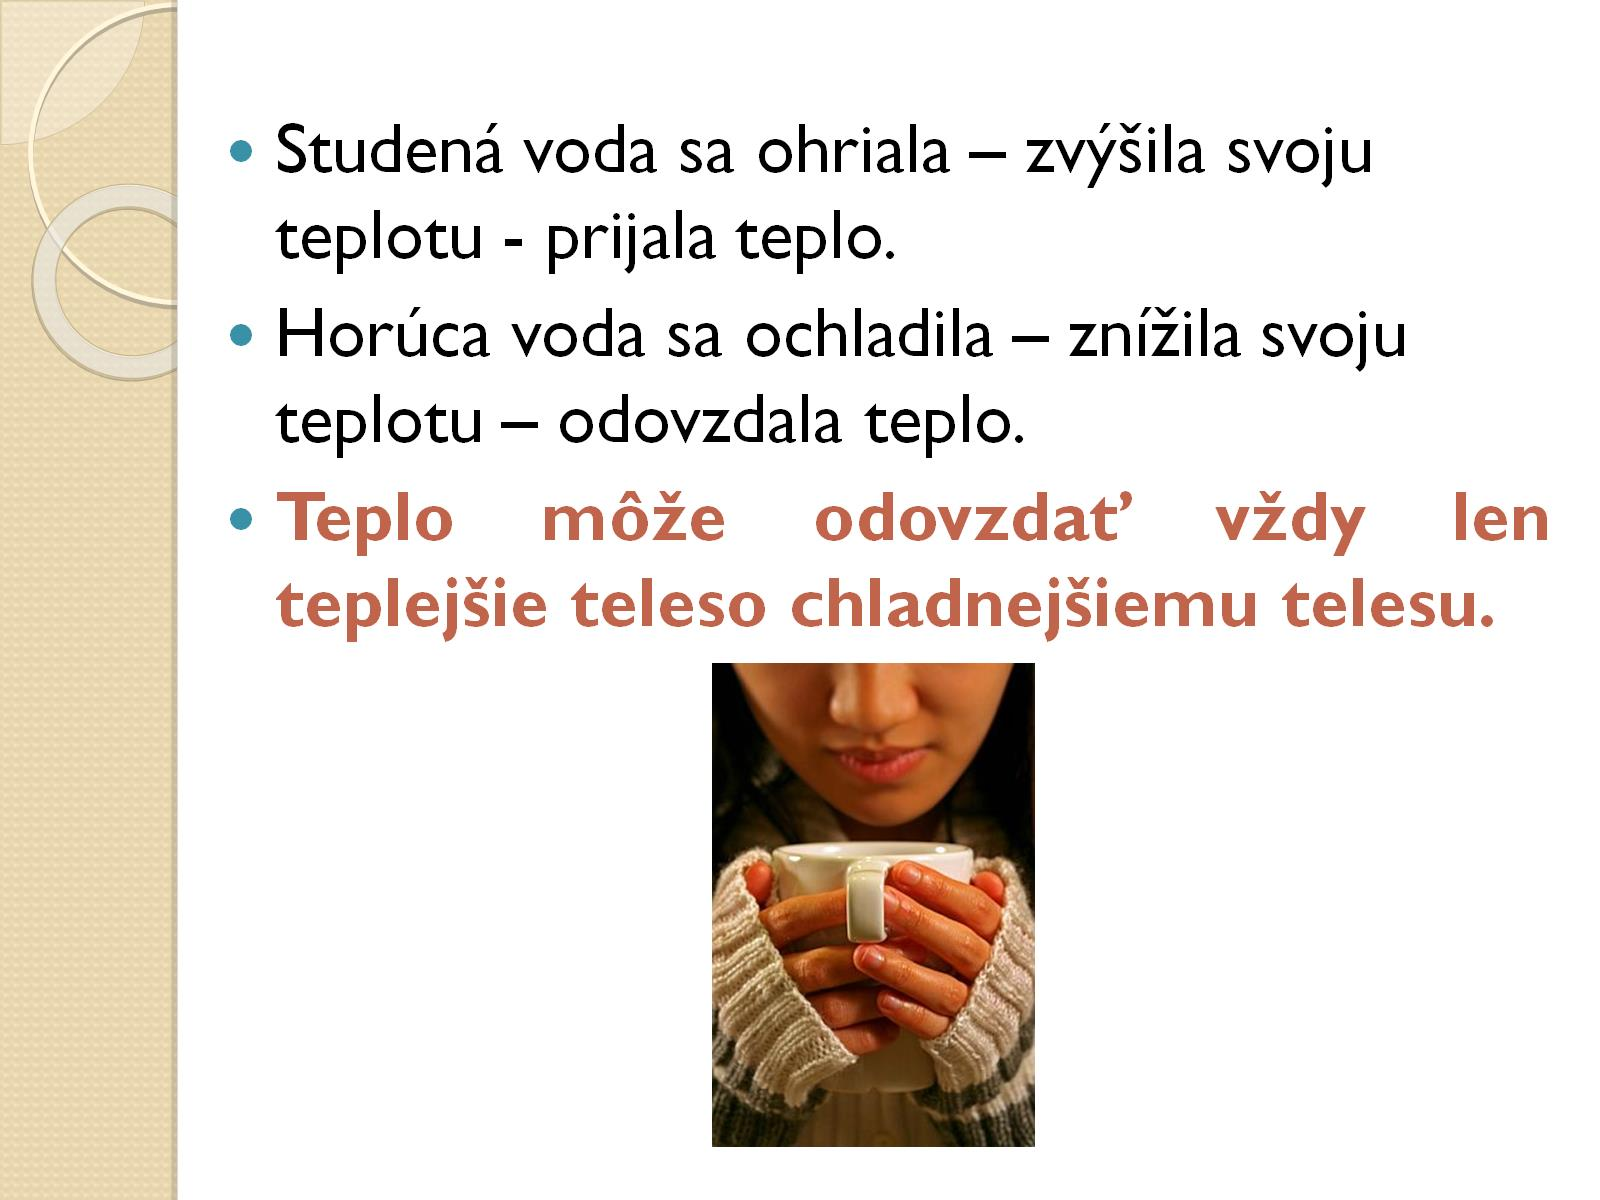 • Studená voda sa ohriala – zvýšila svoju
teplotu - prijala teplo.
• Horúca voda sa ochladila – znížila svoju
teplotu – odovzdala teplo.
• Teplo môže odovzdať vždy len
teplejšie teleso chladnejšiemu telesu.